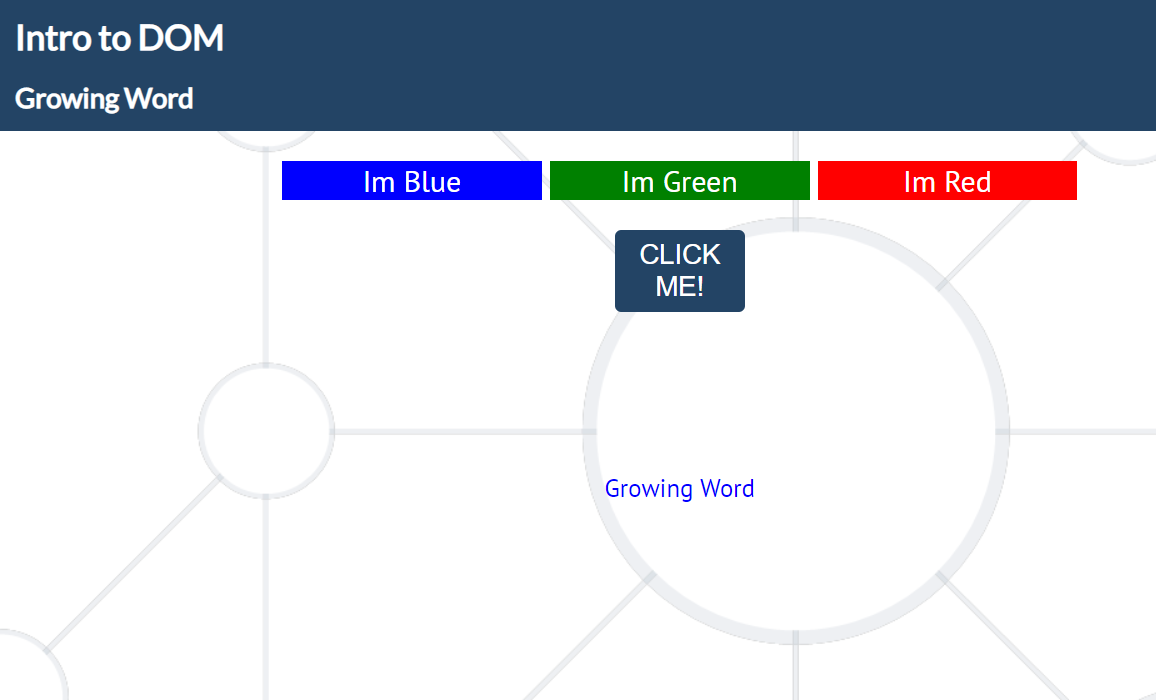 Intro to DOM
Growing Word
Im Blue
Im Green
Im Red
CLICK
ME!
Growing Word